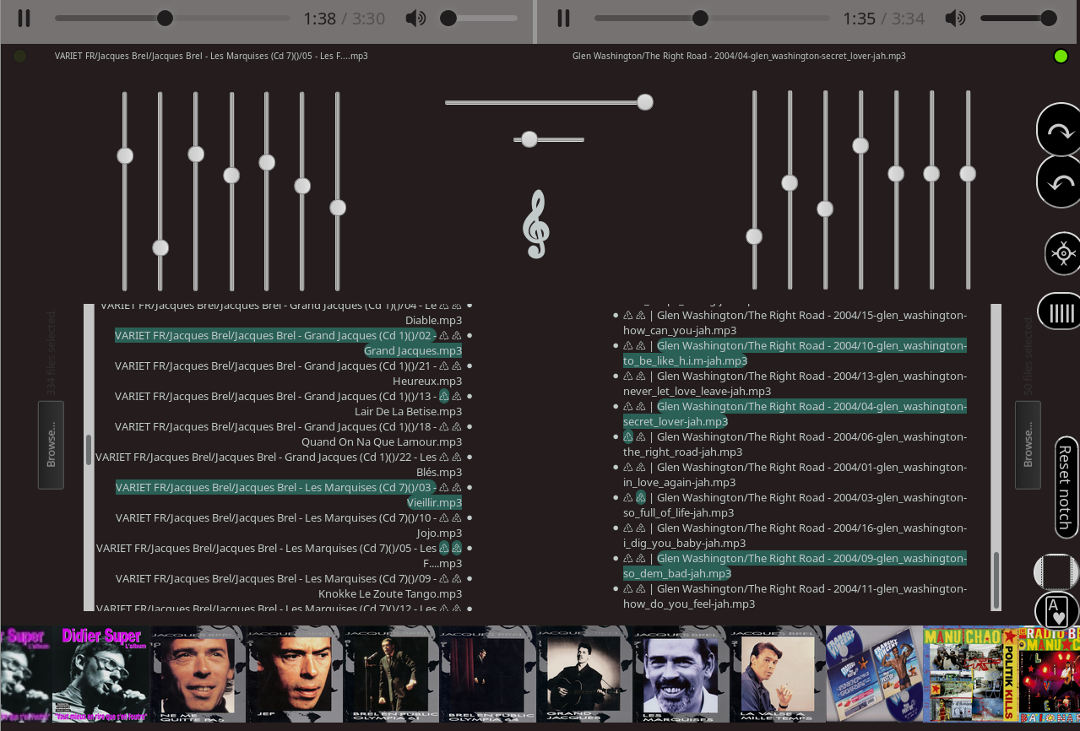 1:38 / 3:30
1:35 / 3:34
VARIET FR/Jacques Brel/Jacques Brel - Les Marquises (Cd 7)()/05 - Les F....mp3
Glen Washington/The Right Road - 2004/04-glen_washington-secret_lover-jah.mp3
334 files selected.
Browse...
VARIET FR/Jacques Brel/Jacques Brel - Grand Jacques (Cd 1)()/04 - Le
Diable.mp3
VARIET FR/Jacques Brel/Jacques Brel - Grand Jacques (Cd 1)()/02 -
Grand Jacques.mp3
VARIET FR/Jacques Brel/Jacques Brel - Grand Jacques (Cd 1)()/21 -
Heureux.mp3
VARIET FR/Jacques Brel/Jacques Brel - Grand Jacques (Cd 1)()/13 -
Lair De La Betise.mp3
VARIET FR/Jacques Brel/Jacques Brel - Grand Jacques (Cd 1)()/18 -
Quand On Na Que Lamour.mp3
VARIET FR/Jacques Brel/Jacques Brel - Grand Jacques (Cd 1)()/22 - Les
Blés.mp3
VARIET FR/Jacques Brel/Jacques Brel - Les Marquises (Cd 7)()/03 -
Vieillir.mp3
VARIET FR/Jacques Brel/Jacques Brel - Les Marquises (Cd 7)()/10 -
Jojo.mp3
VARIET FR/Jacques Brel/Jacques Brel - Les Marquises (Cd 7)()/05 - Les
F....mp3
VARIET FR/Jacques Brel/Jacques Brel - Les Marquises (Cd 7)()/09 -
Knokke Le Zoute Tango.mp3
VARIET FR/Jacques Brel/Jacques Brel - Les Marquises (Cd 7)()/12 - Les
| Glen Washington/The Right Road - 2004/15-glen_washington-
how_can_you-jah.mp3
| Glen Washington/The Right Road - 2004/10-glen_washington-
to_be_like_h.i.m-jah.mp3
| Glen Washington/The Right Road - 2004/13-glen_washington-
never_let_love_leave-jah.mp3
| Glen Washington/The Right Road - 2004/04-glen_washington-
secret_lover-jah.mp3
| Glen Washington/The Right Road - 2004/06-glen_washington-
the_right_road-jah.mp3
| Glen Washington/The Right Road - 2004/01-glen_washington-
in_love_again-jah.mp3
| Glen Washington/The Right Road - 2004/03-glen_washington-
so_full_of_life-jah.mp3
| Glen Washington/The Right Road - 2004/16-glen_washington-
i_dig_you_baby-jah.mp3
| Glen Washington/The Right Road - 2004/09-glen_washington-
so_dem_bad-jah.mp3
| Glen Washington/The Right Road - 2004/11-glen_washington-
how_do_you_feel-jah.mp3
50 files selected.
Browse...
Reset notch
A
Super
L'album
Didier Super
L'album
JACQUES BREL
NE ME
QUITTE PAS
JEF
BREL EN PUBLIC
OLYMPIA 61
BREL EN PUBLIC
GRAND
JACQUES
LES
MARQUISES
LA VALSE A
MILLE TEMPS
MANU CHAO
POLITIK KILLS
RADIO B
MANU C